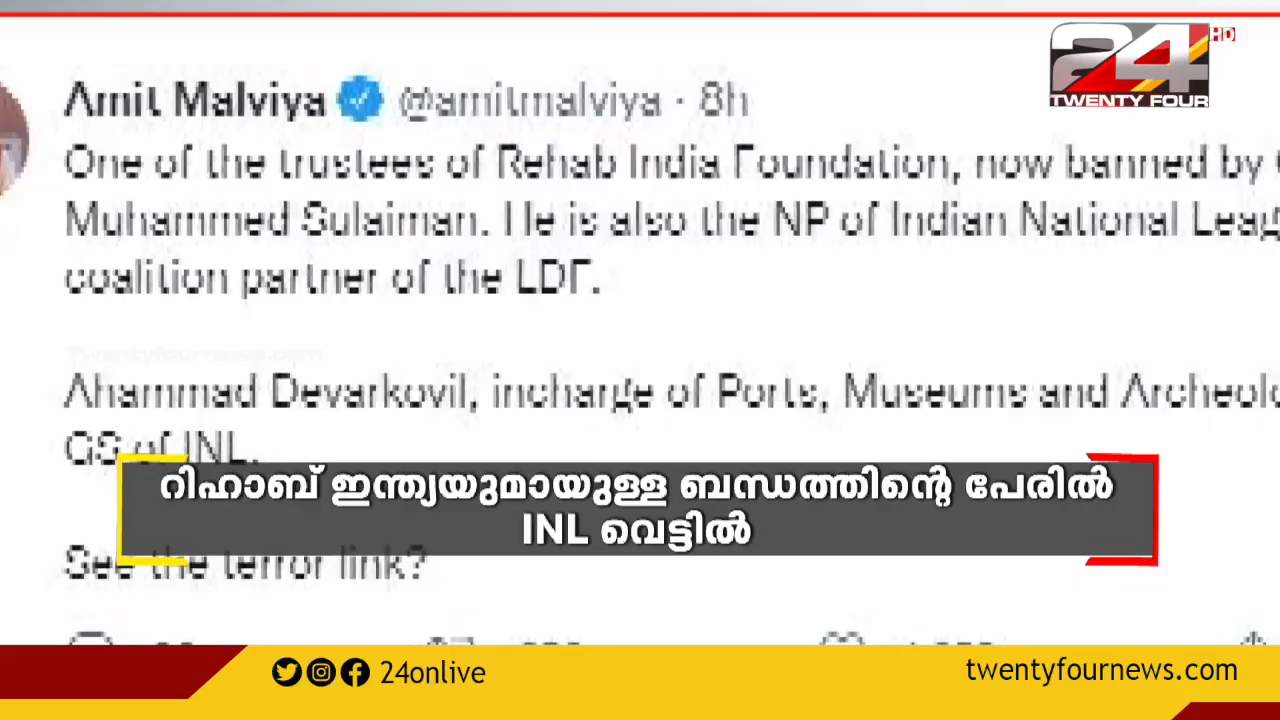 24 HD
TWENTY FOUR
Amit Malviya @amitmalviya · 8h
One of the trustees of Rehab India Foundation, now banned by
Muhammed Sulaiman. He is also the NP of Indian National Leag
coalition partner of the LDF.
Twentyfournews.com
Ahammad Devarkovil, incharge of Ports, Museums and Archeolo
GS of INL.
റിഹാബ് ഇന്ത്യയുമായുള്ള ബന്ധത്തിന്റെ പേരിൽ
INL വെട്ടിൽ
See the terror link?
24onlive
twentyfournews.com